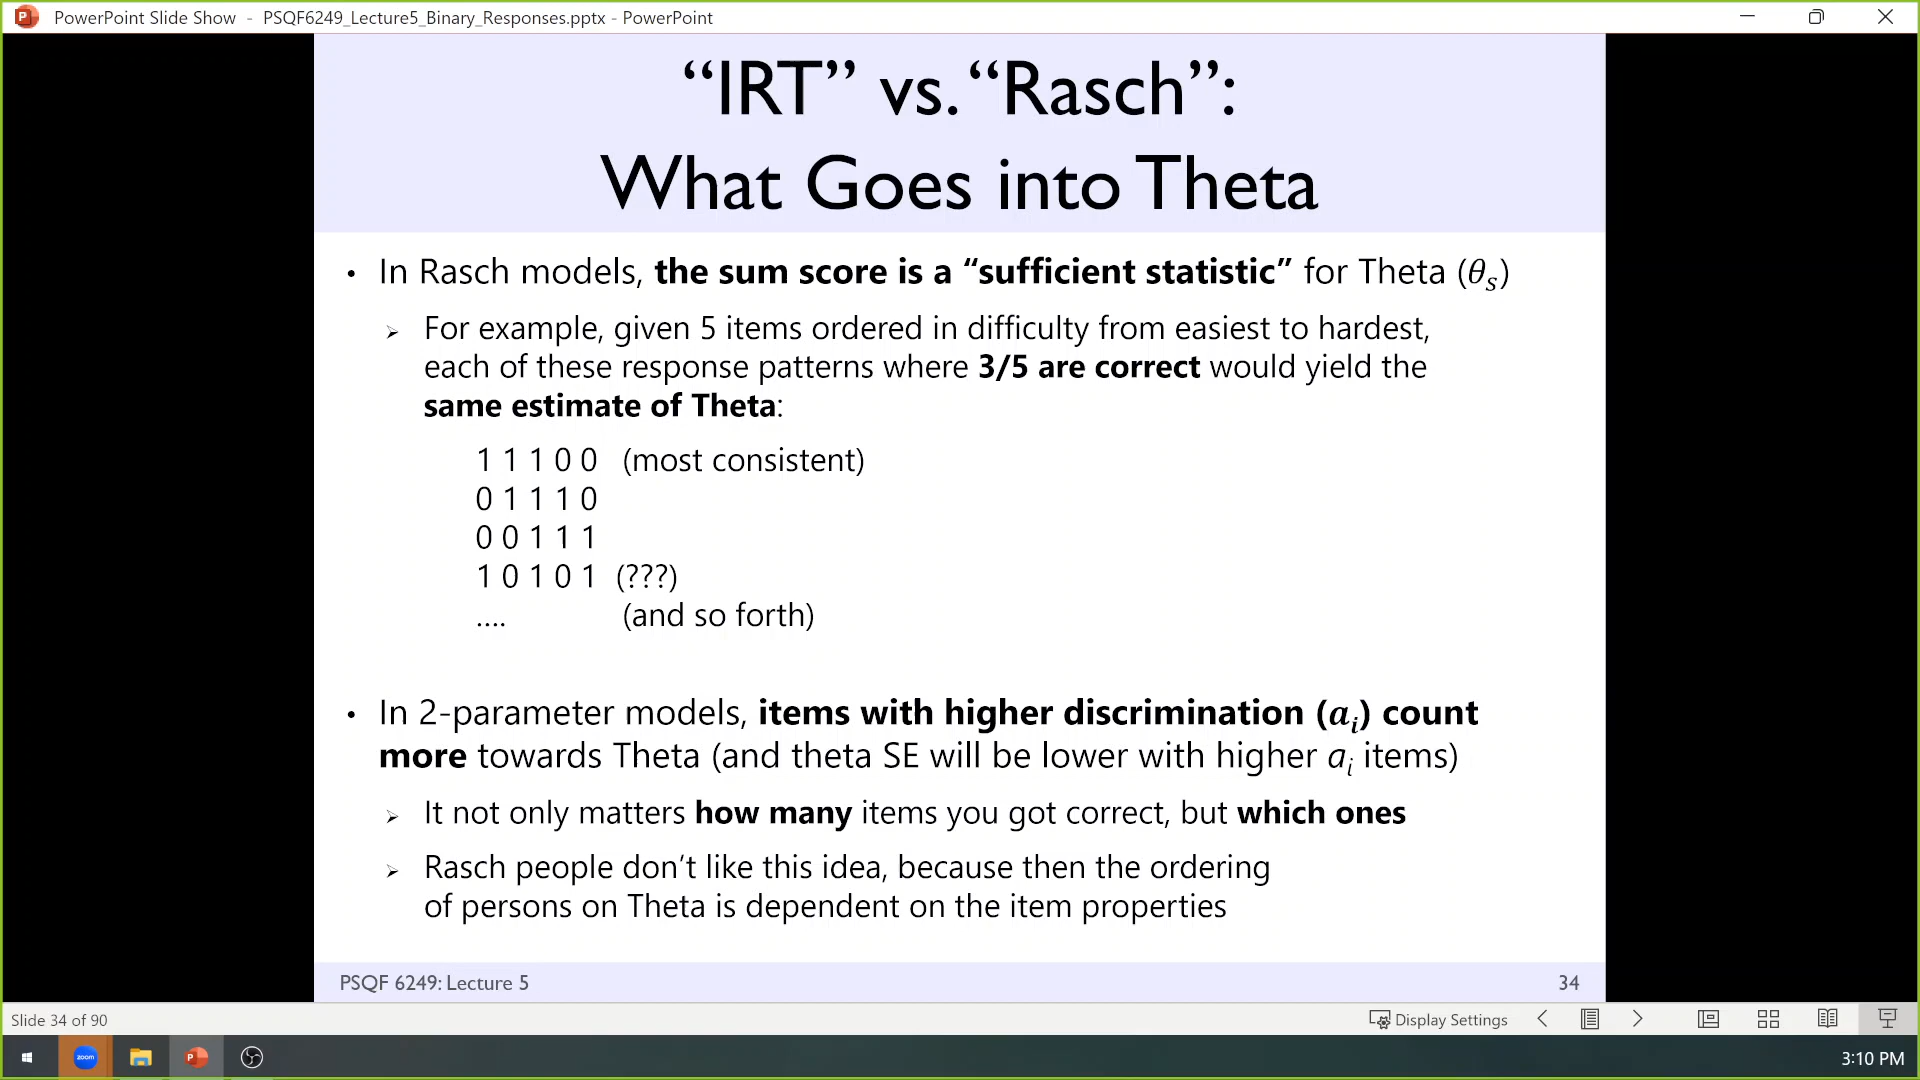 PowerPoint Slide Show - PSQF6249_Lecture5_Binary_Responses.pptx - PowerPoint
“IRT” vs. “Rasch”:
What Goes into Theta
• In Rasch models, the sum score is a “sufficient statistic” for Theta (θₛ)
➢ For example, given 5 items ordered in difficulty from easiest to hardest,
each of these response patterns where 3/5 are correct would yield the
same estimate of Theta:
1 1 1 0 0 (most consistent)
0 1 1 1 0
0 0 1 1 1
1 0 1 0 1 (???)
…. (and so forth)
• In 2-parameter models, items with higher discrimination (aᵢ) count
more towards Theta (and theta SE will be lower with higher aᵢ items)
➢ It not only matters how many items you got correct, but which ones
➢ Rasch people don’t like this idea, because then the ordering
of persons on Theta is dependent on the item properties
PSQF 6249: Lecture 5 34
Slide 34 of 90 Display Settings
zoom
3:10 PM